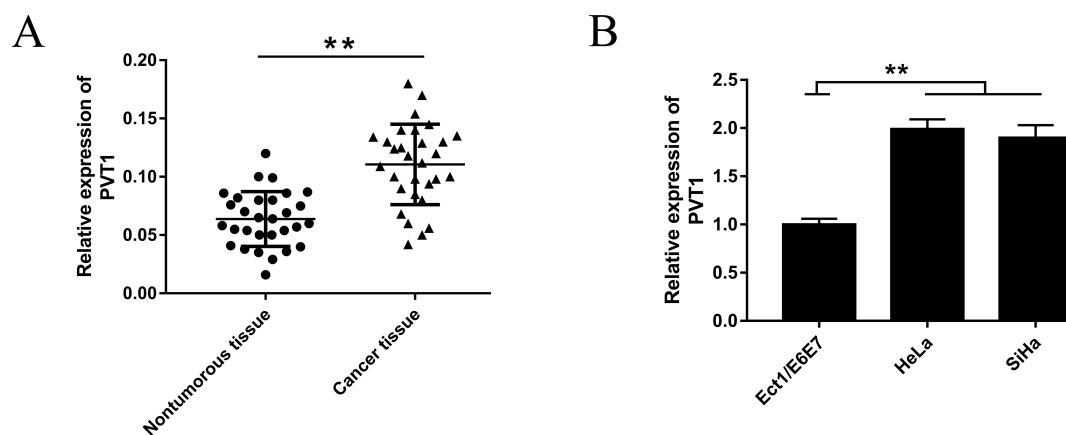 A
**
Relative expression of
PVT1
0.20
0.15
0.10
0.05
0.00
Nontumorous tissue
Cancer tissue
B
**
Relative expression of
PVT1
2.5
2.0
1.5
1.0
0.5
0.0
Ect1/E6E7
HeLa
SiHa